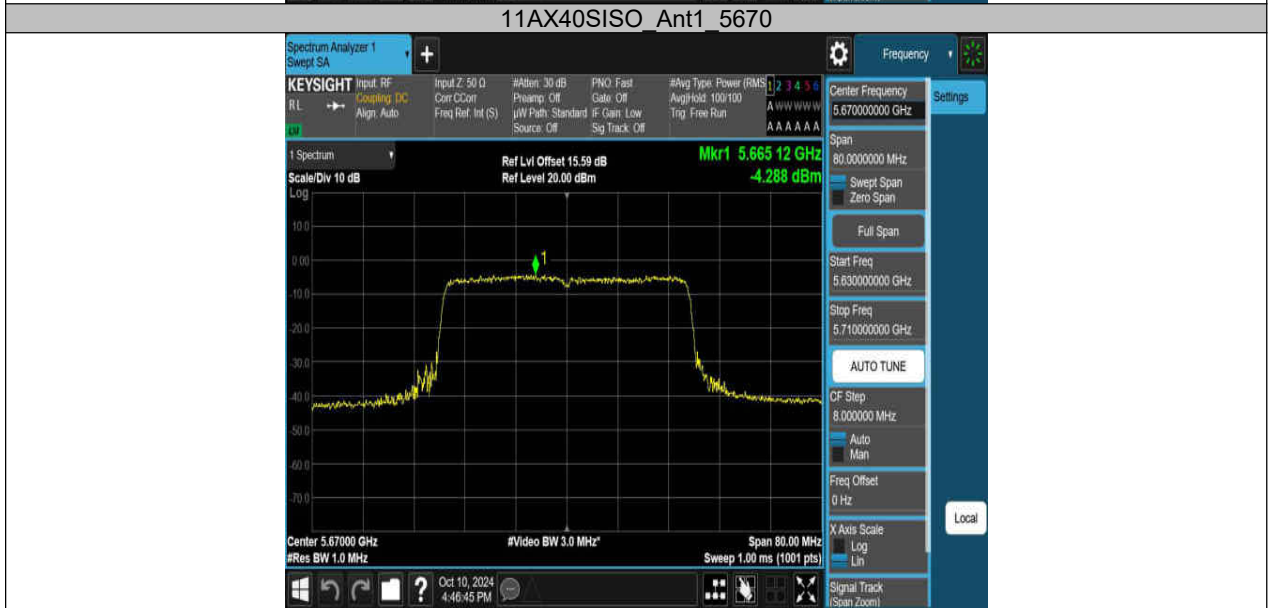 11AX40SISO_Ant1_5670
Spectrum Analyzer 1
Swept SA
+
Frequency
KEYSIGHT
RL
LXI
Input: RF
Coupling: DC
Align: Auto
Input Z: 50 Ω
Corr CCorr
Freq Ref: Int (S)
#Atten: 30 dB
Preamp: Off
µW Path: Standard
Source: Off
PNO: Fast
Gate: Off
IF Gain: Low
Sig Track: Off
#Avg Type: Power (RMS
Avg|Hold: 100/100
Trig: Free Run
1 2 3 4 5 6
A W W W W W
A A A A A A
1 Spectrum
Scale/Div 10 dB
Log
Ref Lvl Offset 15.59 dB
Ref Level 20.00 dBm
Mkr1 5.665 12 GHz
-4.288 dBm
10.0
0.00
-10.0
-20.0
-30.0
-40.0
-50.0
-60.0
-70.0
1
Center 5.67000 GHz
#Res BW 1.0 MHz
#Video BW 3.0 MHz*
Span 80.00 MHz
Sweep 1.00 ms (1001 pts)
Center Frequency
5.670000000 GHz
Settings
Span
80.0000000 MHz
Swept Span
Zero Span
Full Span
Start Freq
5.630000000 GHz
Stop Freq
5.710000000 GHz
AUTO TUNE
CF Step
8.000000 MHz
Auto
Man
Freq Offset
0 Hz
X Axis Scale
Log
Lin
Local
Signal Track
(Span Zoom)
?
Oct 10, 2024
4:46:45 PM